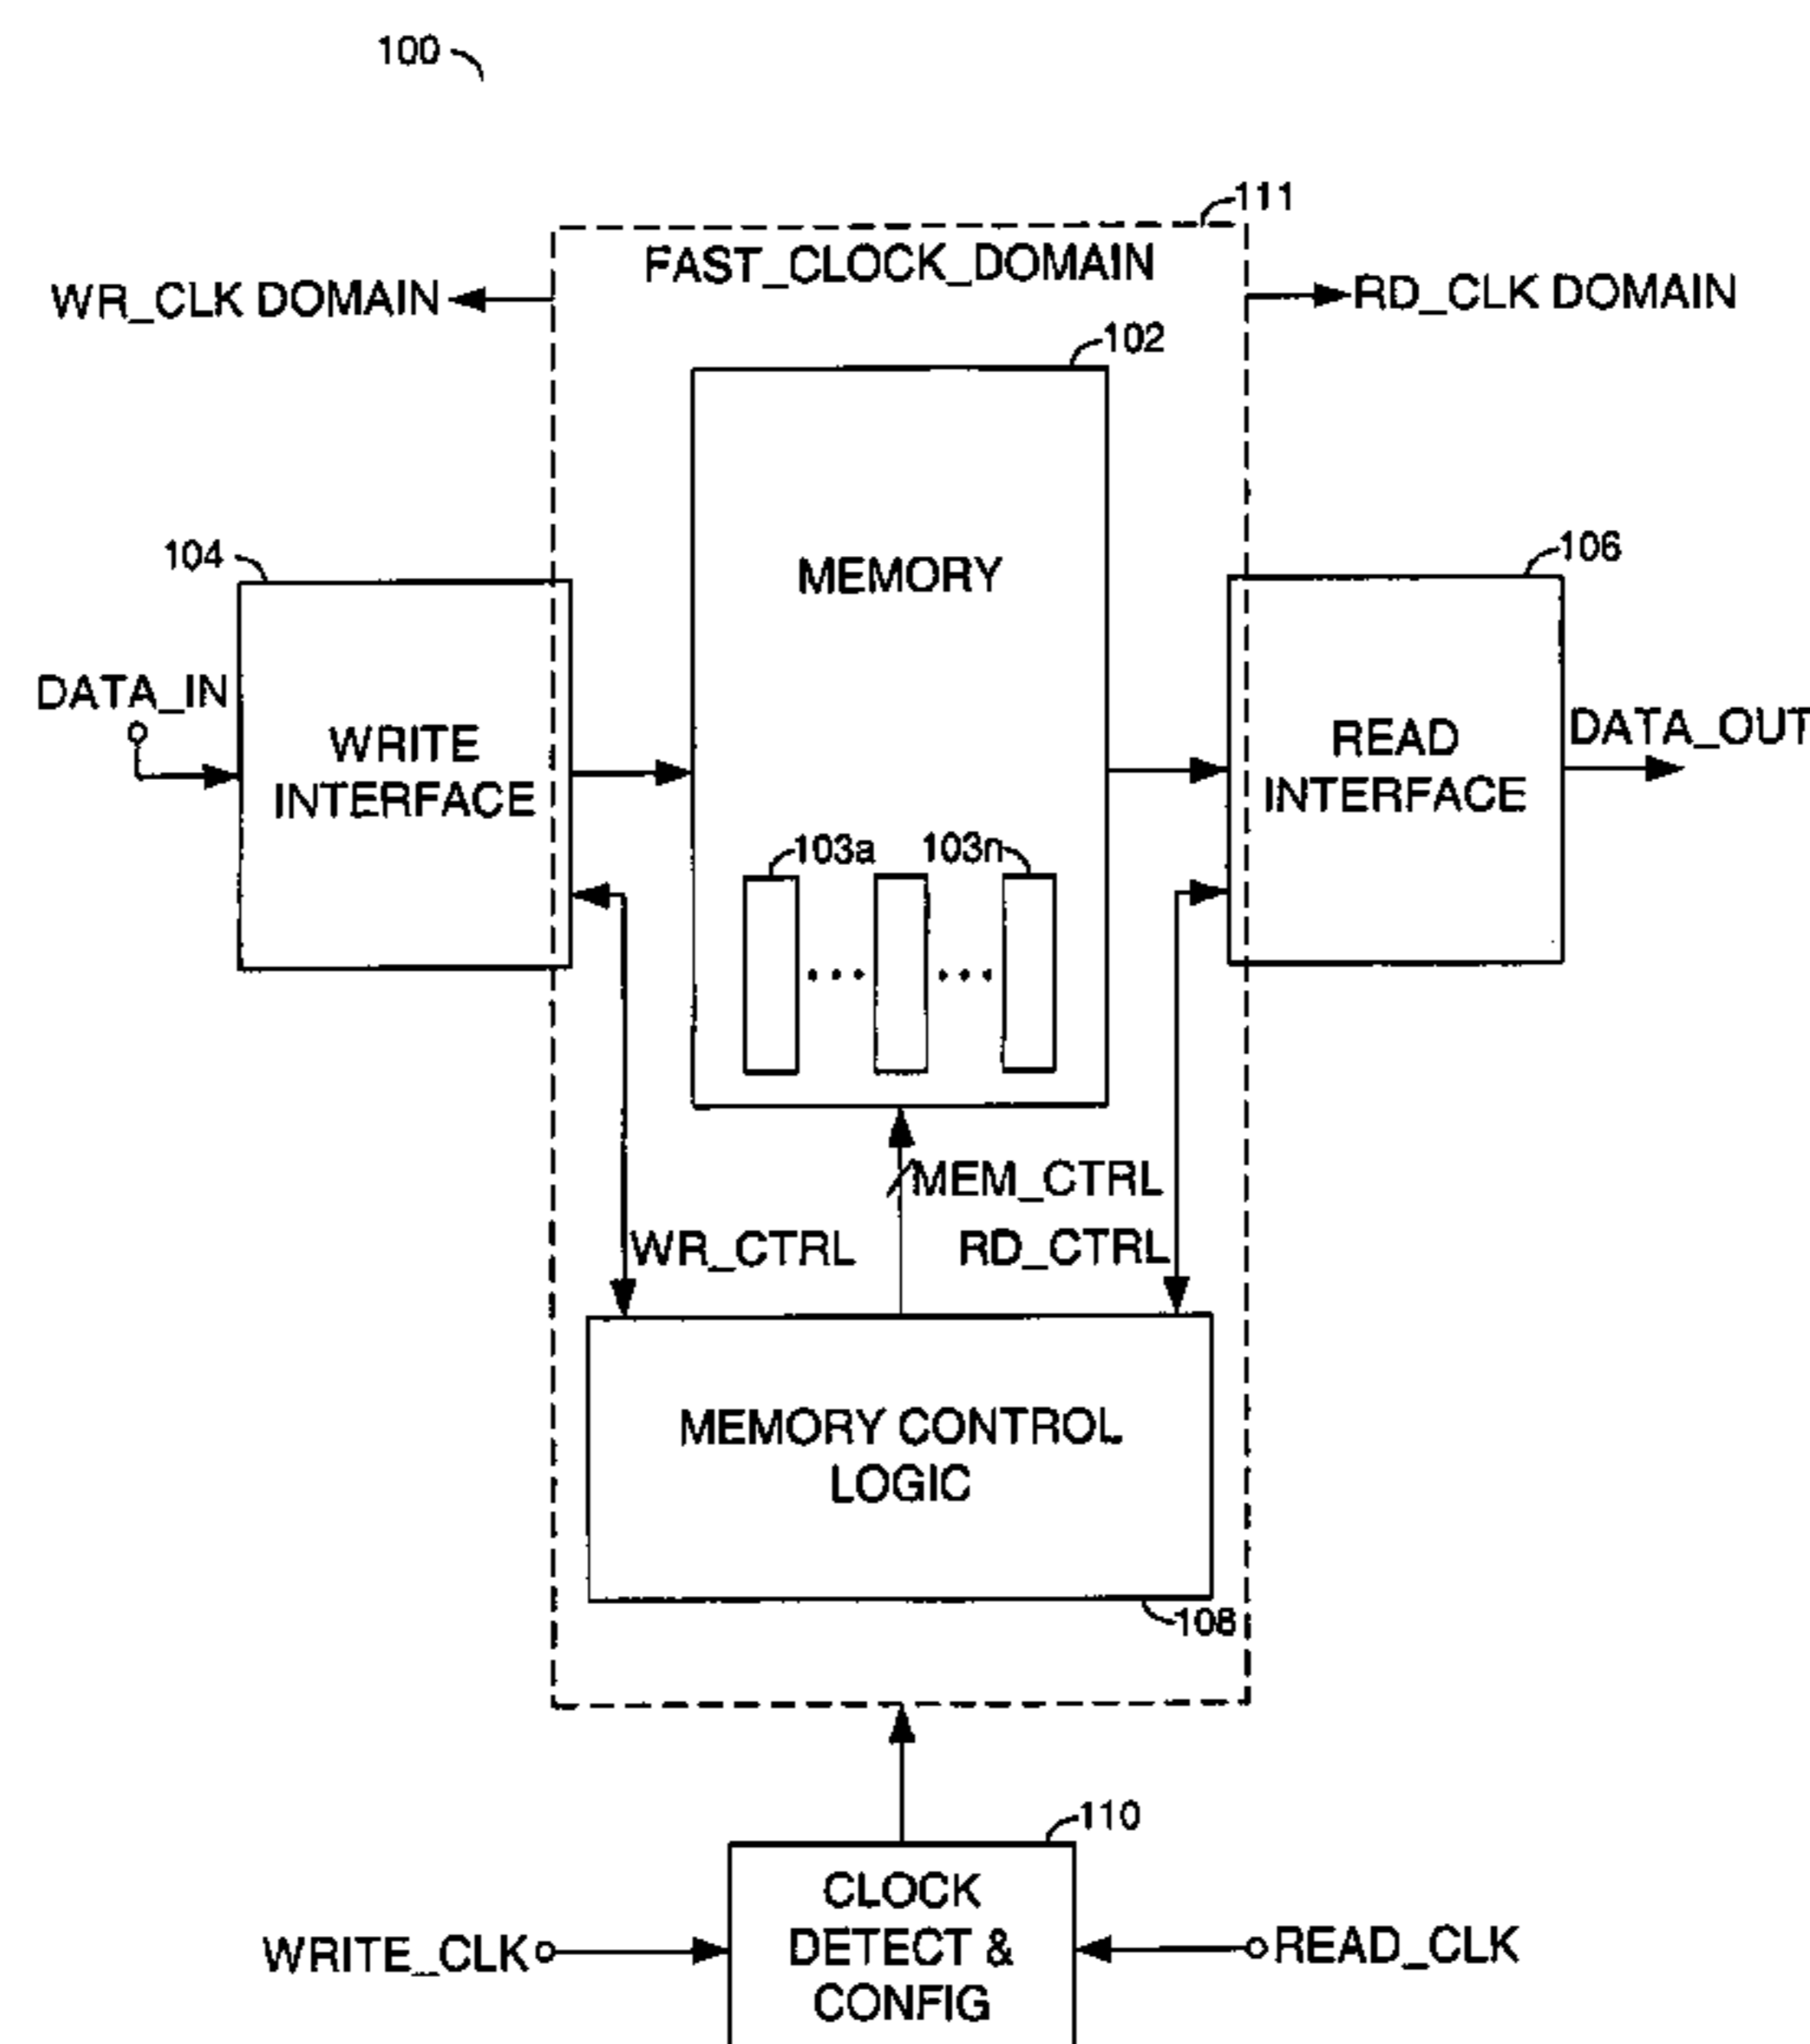 100
111
FAST_CLOCK_DOMAIN
WR_CLK DOMAIN
RD_CLK DOMAIN
102
MEMORY
104
106
DATA_IN
WRITE
INTERFACE
READ
INTERFACE
DATA_OUT
103a
103n
MEM_CTRL
WR_CTRL
RD_CTRL
MEMORY CONTROL
LOGIC
108
110
CLOCK
DETECT &
CONFIG
WRITE_CLK
READ_CLK